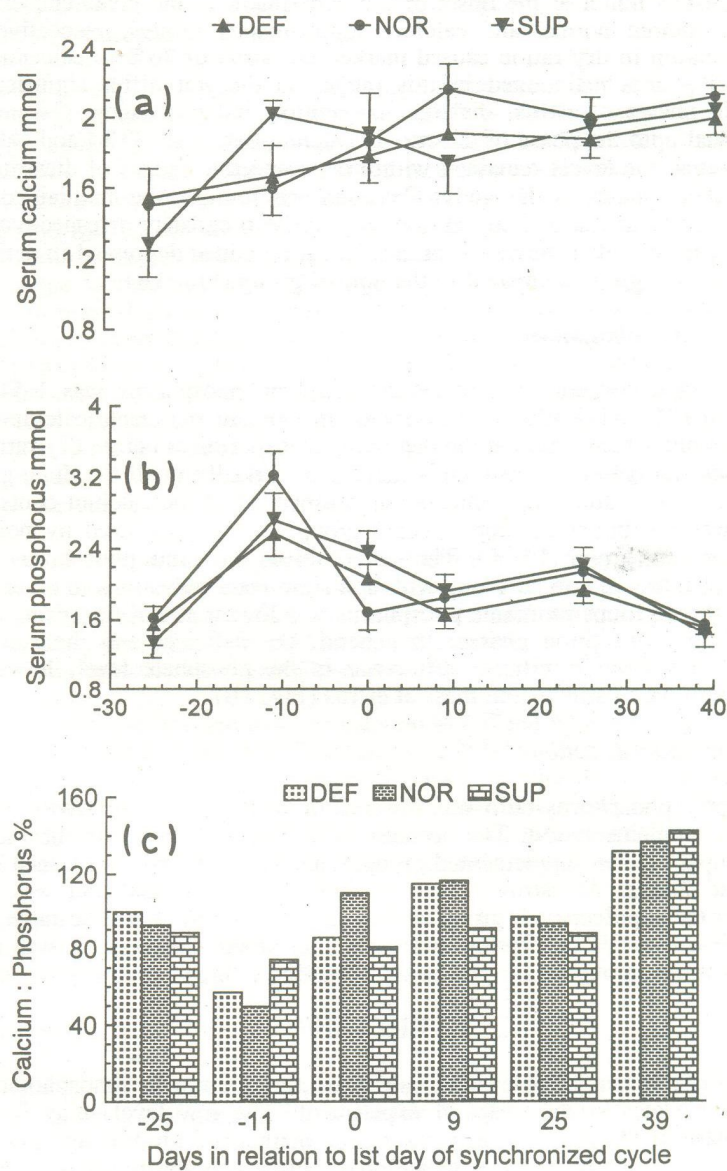 DEF NOR SUP
2.4
2
1.6
1.2
0.8
Serum calcium mmol
(a)
4
3.2
2.4
1.6
0.8
Serum phosphorus mmol
(b)
-30 -20 -10 0 10 20 30 40
DEF NOR SUP
160
120
80
40
0
Calcium : Phosphorus %
(c)
-25 -11 0 9 25 39
Days in relation to Ist day of synchronized cycle